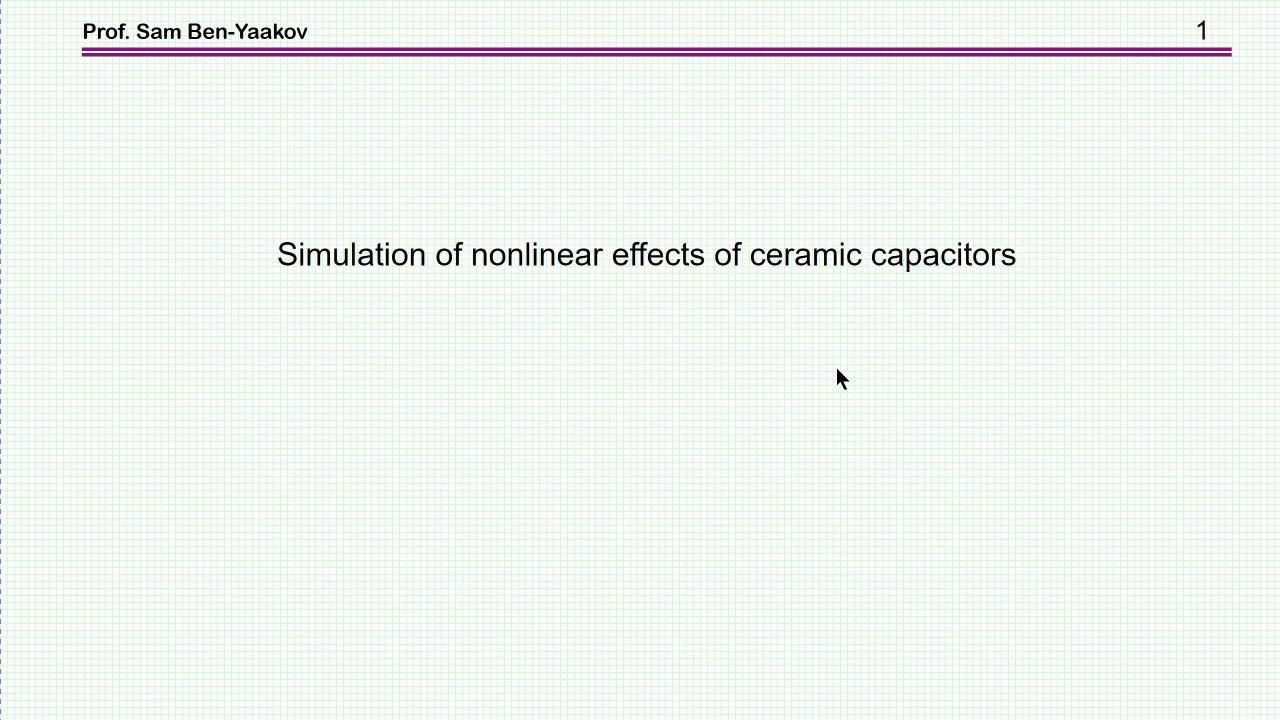 Prof. Sam Ben-Yaakov
1
Simulation of nonlinear effects of ceramic capacitors